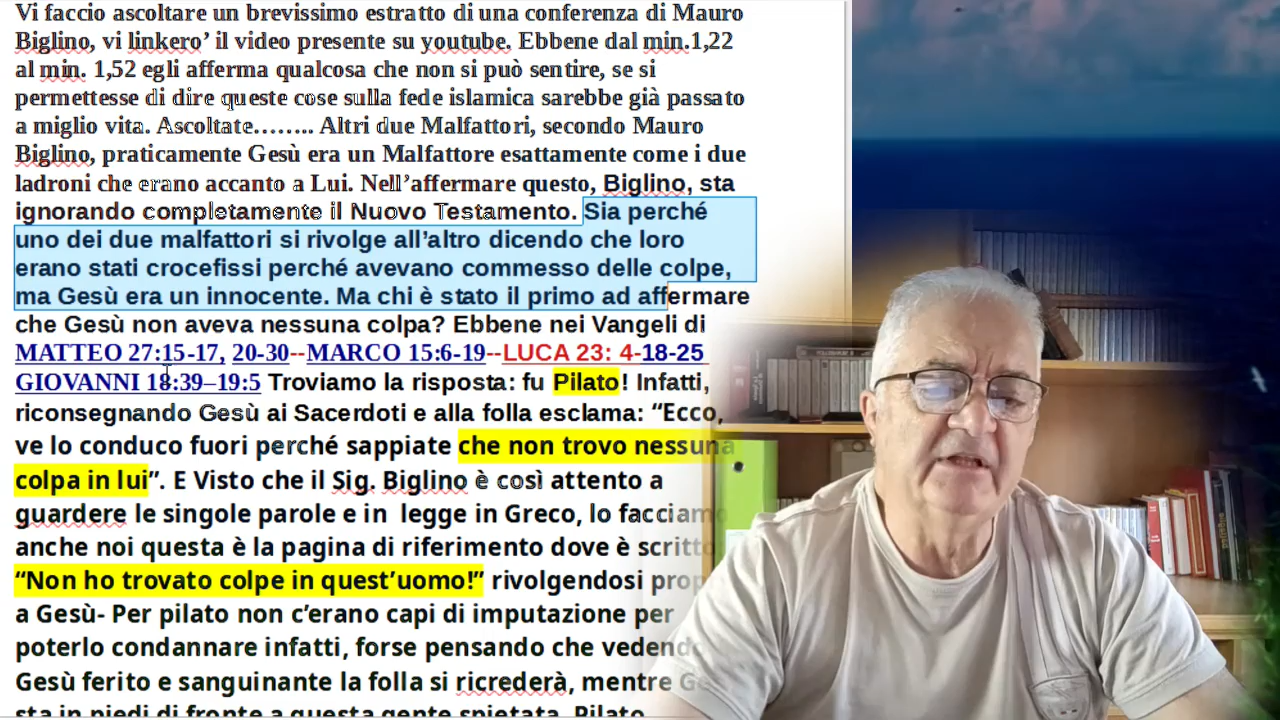 Vi faccio ascoltare un brevissimo estratto di una conferenza di Mauro
Biglino, vi linkero’ il video presente su youtube. Ebbene dal min.1,22
al min. 1,52 egli afferma qualcosa che non si può sentire, se si
permettesse di dire queste cose sulla fede islamica sarebbe già passato
a miglio vita. Ascoltate…….. Altri due Malfattori, secondo Mauro
Biglino, praticamente Gesù era un Malfattore esattamente come i due
ladroni che erano accanto a Lui. Nell’affermare questo, Biglino, sta
ignorando completamente il Nuovo Testamento. Sia perché
uno dei due malfattori si rivolge all’altro dicendo che loro
erano stati crocefissi perché avevano commesso delle colpe,
ma Gesù era un innocente. Ma chi è stato il primo ad affermare
che Gesù non aveva nessuna colpa? Ebbene nei Vangeli di
MATTEO 27:15-17, 20-30--MARCO 15:6-19--LUCA 23: 4-18-25
GIOVANNI 18:39–19:5 Troviamo la risposta: fu Pilato! Infatti,
riconsegnando Gesù ai Sacerdoti e alla folla esclama: “Ecco,
ve lo conduco fuori perché sappiate che non trovo nessuna
colpa in lui”. E Visto che il Sig. Biglino è così attento a
guardere le singole parole e in legge in Greco, lo facciamo
anche noi questa è la pagina di riferimento dove è scritto
“Non ho trovato colpe in quest’uomo!” rivolgendosi
a Gesù- Per pilato non c’erano capi di imputazione per
poterlo condannare infatti, forse pensando che
Gesù ferito e sanguinante la folla si ricrederà, mentre
sta in piedi di fronte a questa gente spietata, Pilato